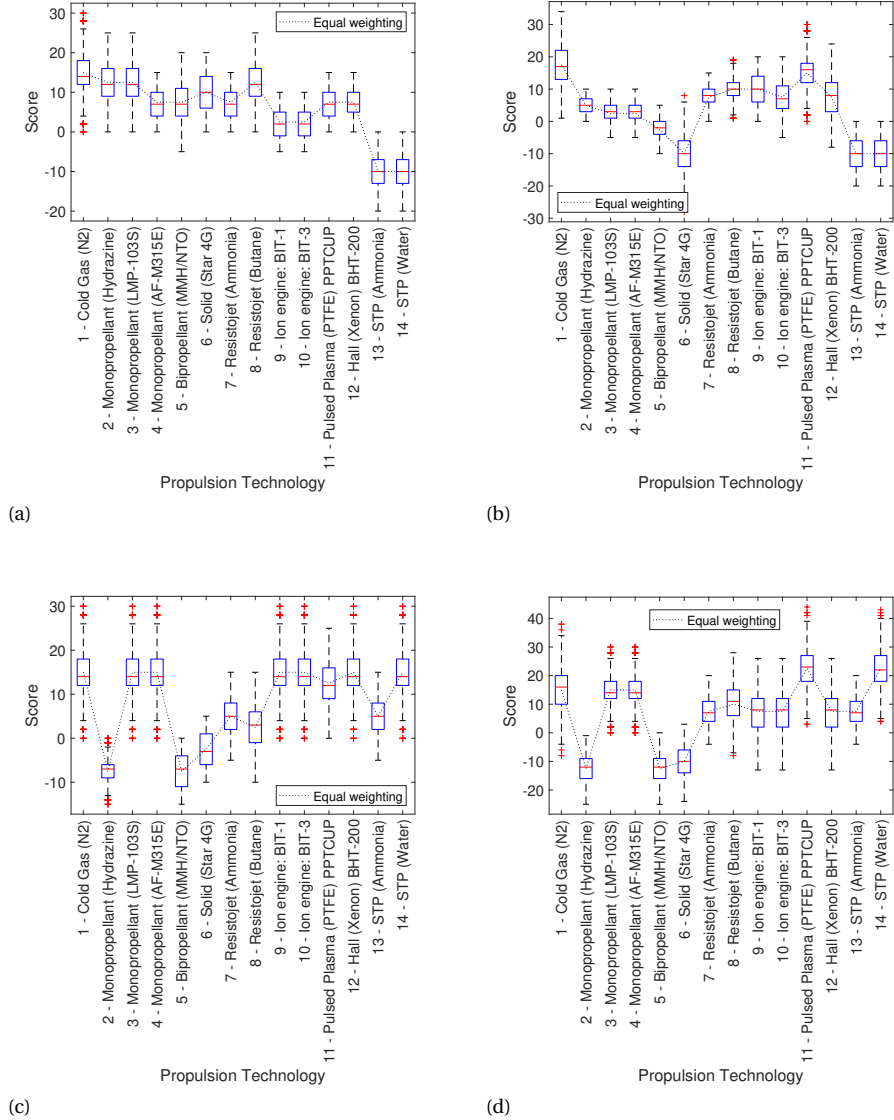 30
25
20
15
10
5
0
-5
-10
-15
-20
Score
Equal weighting
1 - Cold Gas (N2)
2 - Monopropellant (Hydrazine)
3 - Monopropellant (LMP-103S)
4 - Monopropellant (AF-M315E)
5 - Bipropellant (MMH/NTO)
6 - Solid (Star 4G)
7 - Resistojet (Ammonia)
8 - Resistojet (Butane)
9 - Ion engine: BIT-1
10 - Ion engine: BIT-3
11 - Pulsed Plasma (PTFE) PPTCUP
12 - Hall (Xenon) BHT-200
13 - STP (Ammonia)
14 - STP (Water)
Propulsion Technology
(a)
30
20
10
0
-10
-20
-30
Score
Equal weighting
1 - Cold Gas (N2)
2 - Monopropellant (Hydrazine)
3 - Monopropellant (LMP-103S)
4 - Monopropellant (AF-M315E)
5 - Bipropellant (MMH/NTO)
6 - Solid (Star 4G)
7 - Resistojet (Ammonia)
8 - Resistojet (Butane)
9 - Ion engine: BIT-1
10 - Ion engine: BIT-3
11 - Pulsed Plasma (PTFE) PPTCUP
12 - Hall (Xenon) BHT-200
13 - STP (Ammonia)
14 - STP (Water)
Propulsion Technology
(b)
30
20
10
0
-10
Score
Equal weighting
1 - Cold Gas (N2)
2 - Monopropellant (Hydrazine)
3 - Monopropellant (LMP-103S)
4 - Monopropellant (AF-M315E)
5 - Bipropellant (MMH/NTO)
6 - Solid (Star 4G)
7 - Resistojet (Ammonia)
8 - Resistojet (Butane)
9 - Ion engine: BIT-1
10 - Ion engine: BIT-3
11 - Pulsed Plasma (PTFE) PPTCUP
12 - Hall (Xenon) BHT-200
13 - STP (Ammonia)
14 - STP (Water)
Propulsion Technology
(c)
40
30
20
10
0
-10
-20
Score
Equal weighting
1 - Cold Gas (N2)
2 - Monopropellant (Hydrazine)
3 - Monopropellant (LMP-103S)
4 - Monopropellant (AF-M315E)
5 - Bipropellant (MMH/NTO)
6 - Solid (Star 4G)
7 - Resistojet (Ammonia)
8 - Resistojet (Butane)
9 - Ion engine: BIT-1
10 - Ion engine: BIT-3
11 - Pulsed Plasma (PTFE) PPTCUP
12 - Hall (Xenon) BHT-200
13 - STP (Ammonia)
14 - STP (Water)
Propulsion Technology
(d)